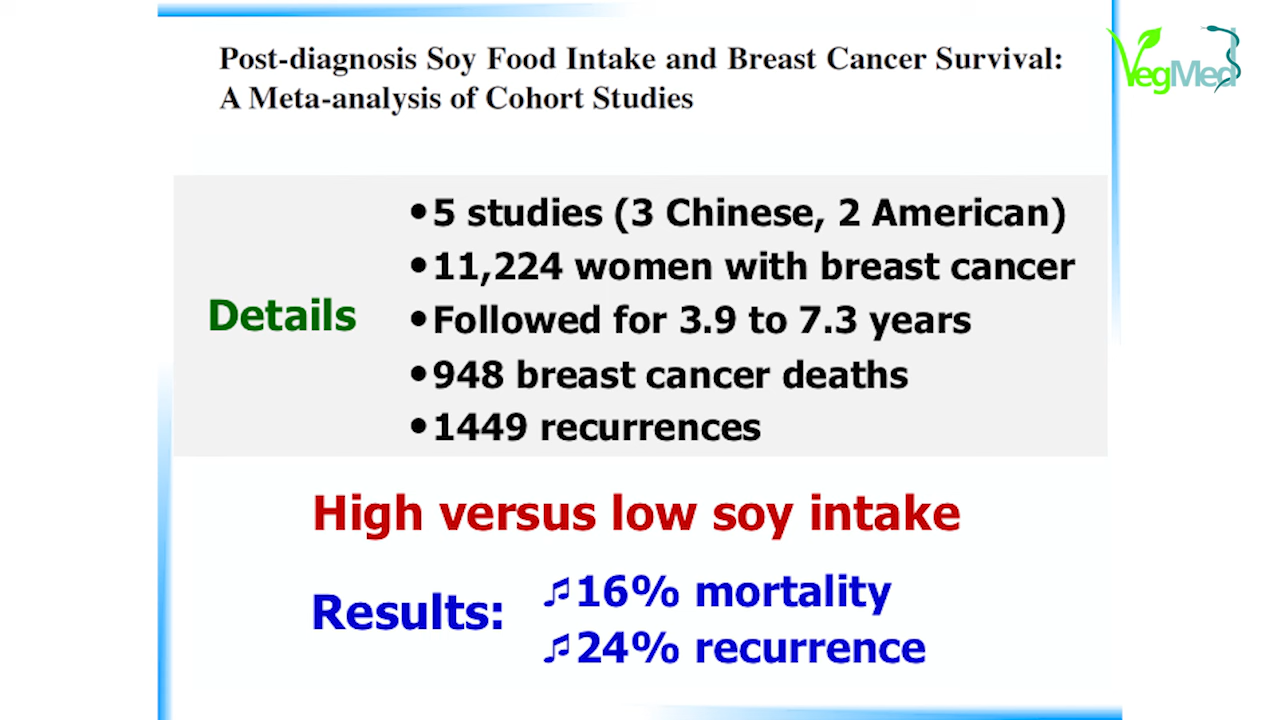 Post-diagnosis Soy Food Intake and Breast Cancer Survival:
A Meta-analysis of Cohort Studies
VegMed
Details
•5 studies (3 Chinese, 2 American)
•11,224 women with breast cancer
•Followed for 3.9 to 7.3 years
•948 breast cancer deaths
•1449 recurrences
High versus low soy intake
Results:
♫16% mortality
♫24% recurrence